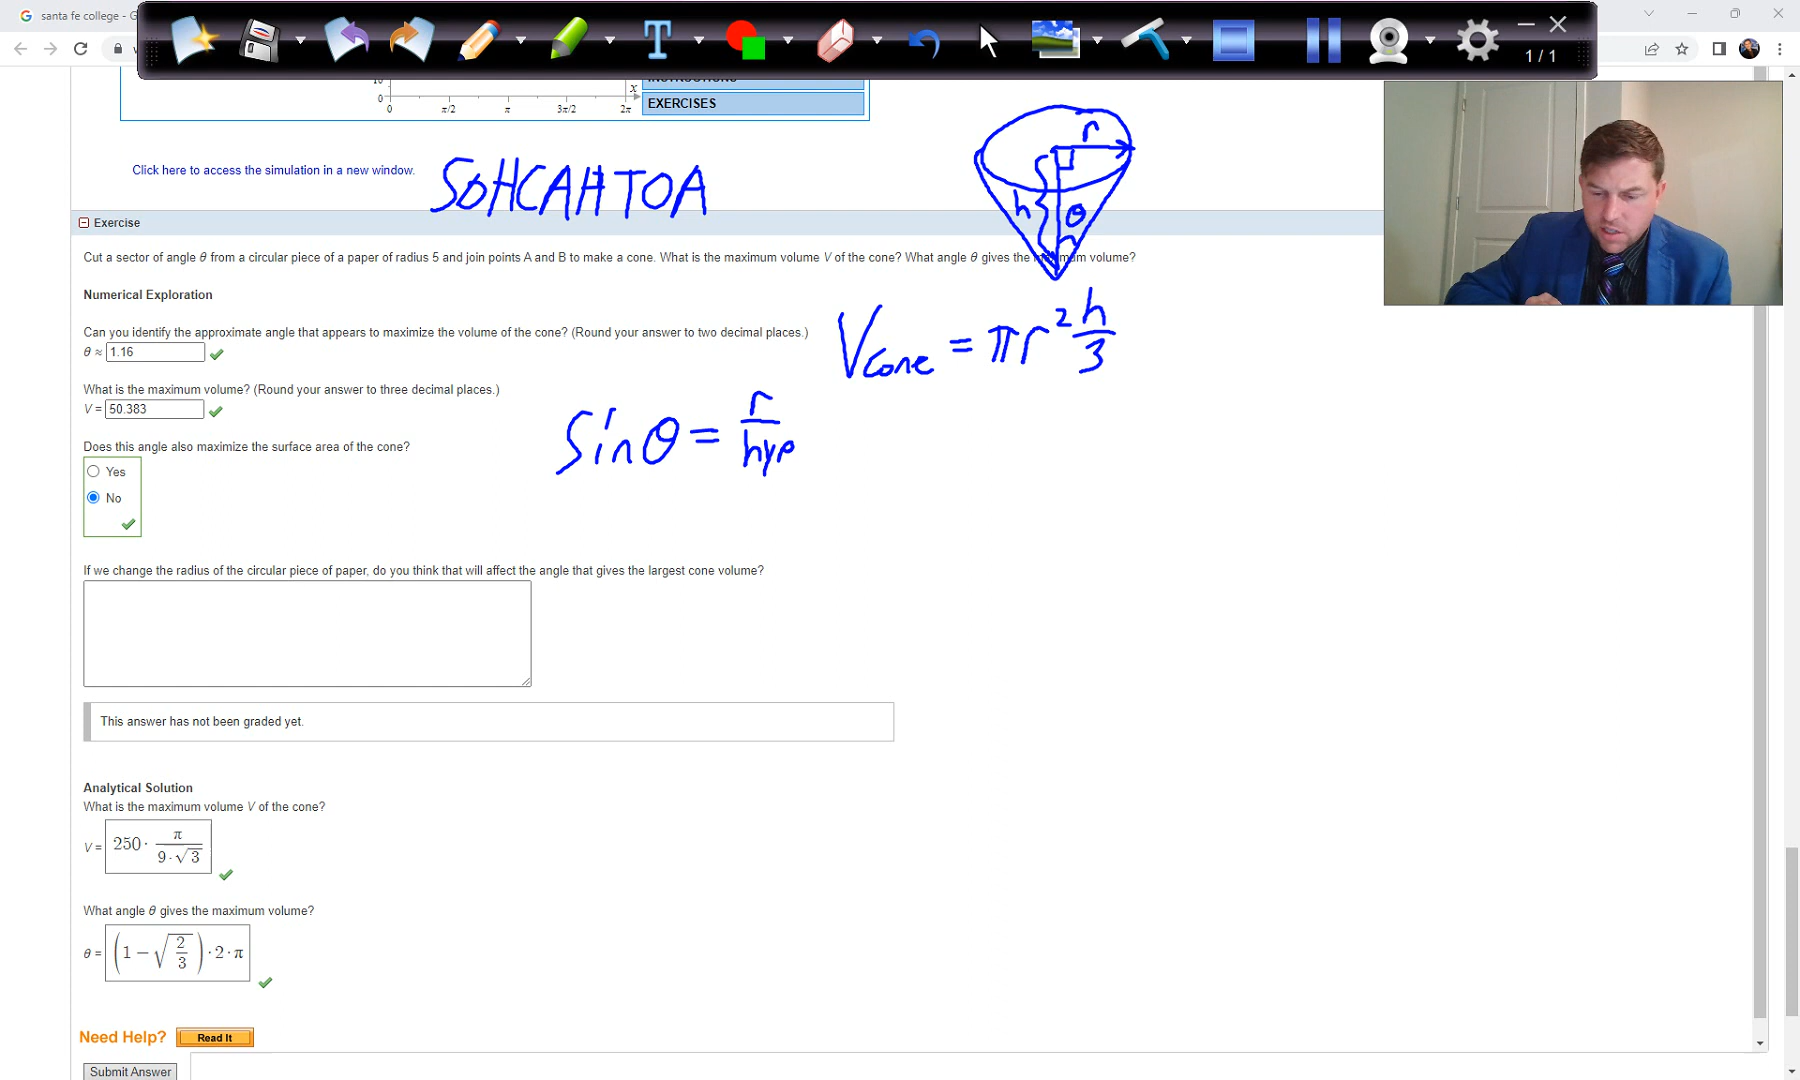 santa fe college - G
1 / 1
10
x
0
0 π/2 π 3π/2 2π
EXERCISES
Click here to access the simulation in a new window.
SOHCAHTOA
r
h
θ
Exercise
Cut a sector of angle θ from a circular piece of a paper of radius 5 and join points A and B to make a cone. What is the maximum volume V of the cone? What angle θ gives the maximum volume?
Numerical Exploration
Can you identify the approximate angle that appears to maximize the volume of the cone? (Round your answer to two decimal places.)
θ ≈ 1.16
V_cone = πr² h/3
What is the maximum volume? (Round your answer to three decimal places.)
V = 50.383
sin θ = r/hyp
Does this angle also maximize the surface area of the cone?
Yes
No
If we change the radius of the circular piece of paper, do you think that will affect the angle that gives the largest cone volume?
This answer has not been graded yet.
Analytical Solution
What is the maximum volume V of the cone?
V = 250 · π/(9 · √3)
What angle θ gives the maximum volume?
θ = (1 − √(2/3)) · 2 · π
Need Help? Read It
Submit Answer